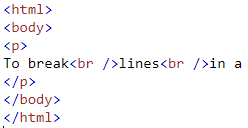 <html>
<body>
<p>
To break<br />lines<br />in a
</p>
</body>
</html>